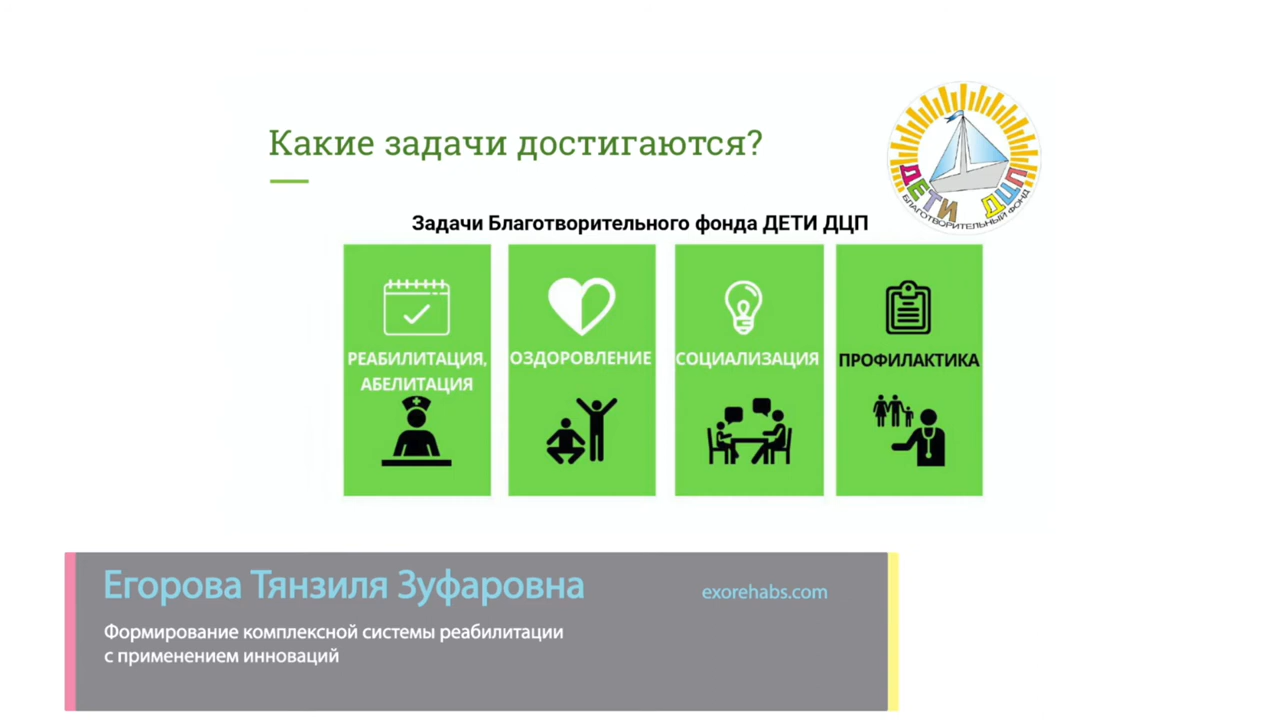 Какие задачи достигаются?
ДЕТИ ДЦП
БЛАГОТВОРИТЕЛЬНЫЙ ФОНД
Задачи Благотворительного фонда ДЕТИ ДЦП
РЕАБИЛИТАЦИЯ,
АБЕЛИТАЦИЯ
ОЗДОРОВЛЕНИЕ
СОЦИАЛИЗАЦИЯ
ПРОФИЛАКТИКА
Егорова Тянзиля Зуфаровна
exorehabs.com
Формирование комплексной системы реабилитации
с применением инноваций